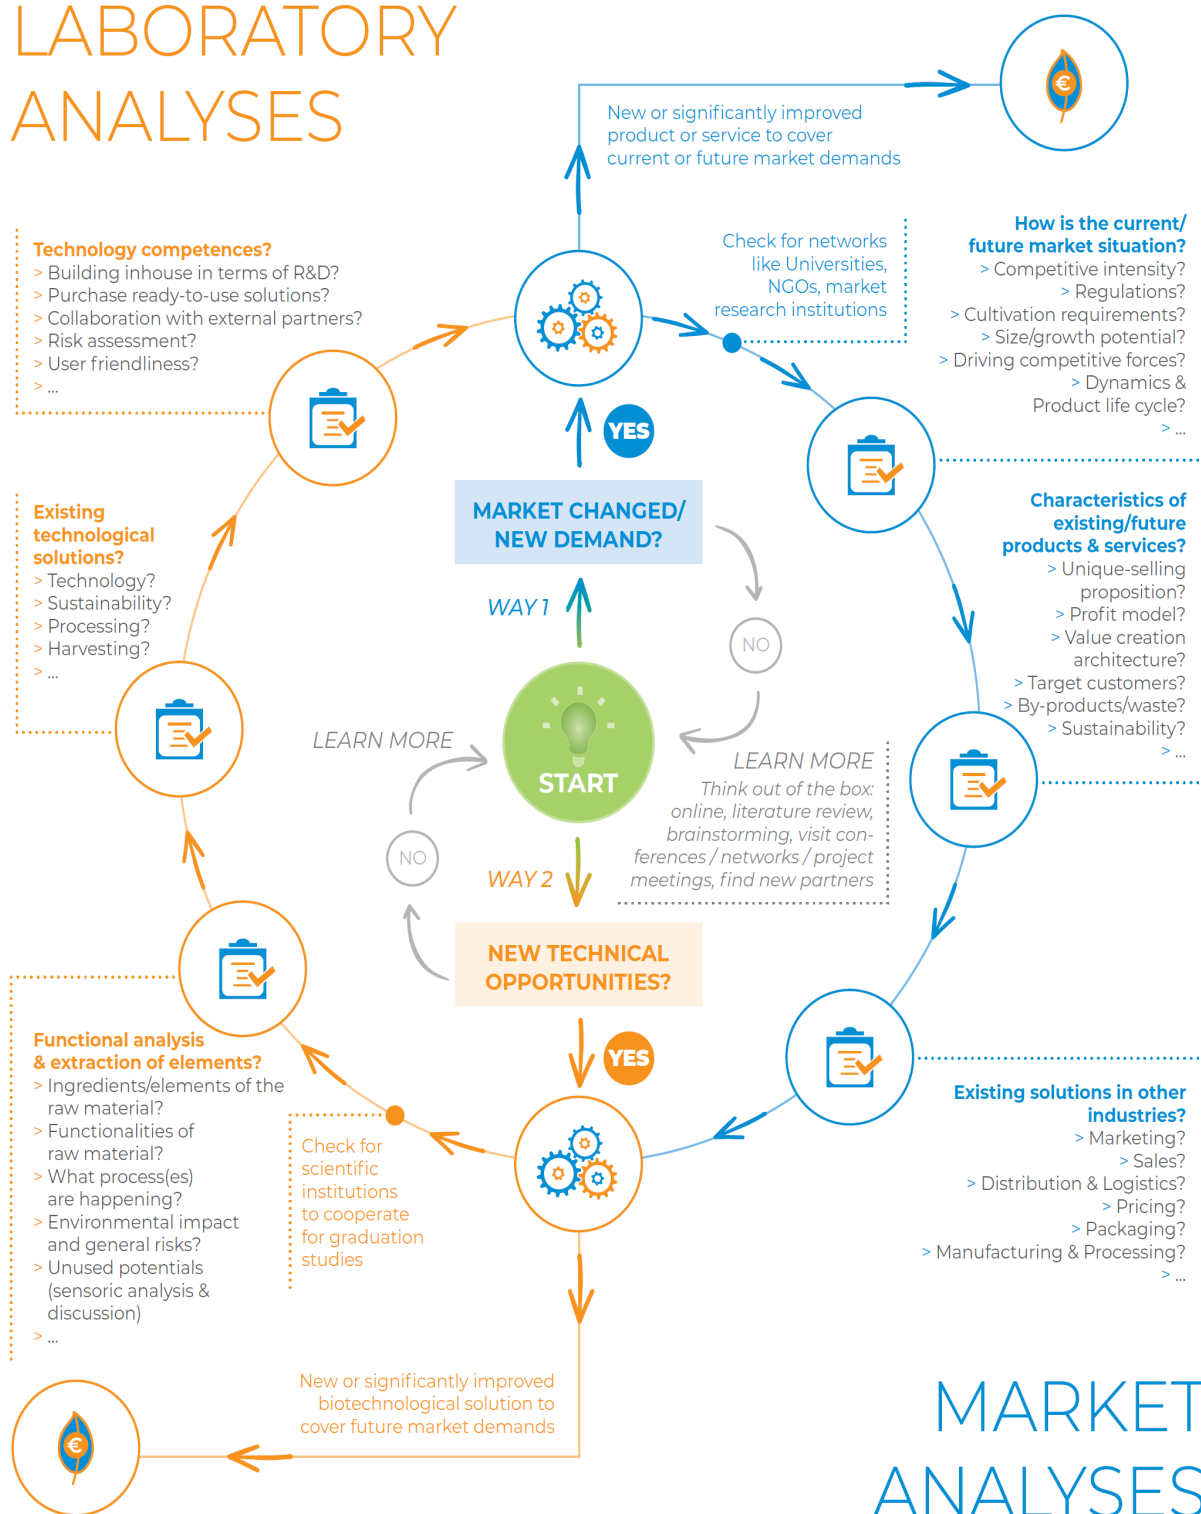 LABORATORY
ANALYSES
New or significantly improved
product or service to cover
current or future market demands
€
Technology competences?
> Building inhouse in terms of R&D?
> Purchase ready-to-use solutions?
> Collaboration with external partners?
> Risk assessment?
> User friendliness?
> ...
Check for networks
like Universities,
NGOs, market
research institutions
How is the current/
future market situation?
> Competitive intensity?
> Regulations?
> Cultivation requirements?
> Size/growth potential?
> Driving competitive forces?
> Dynamics &
Product life cycle?
> ...
YES
MARKET CHANGED/
NEW DEMAND?
WAY 1
NO
Existing
technological
solutions?
> Technology?
> Sustainability?
> Processing?
> Harvesting?
> ...
Characteristics of
existing/future
products & services?
> Unique-selling
proposition?
> Profit model?
> Value creation
architecture?
> Target customers?
> By-products/waste?
> Sustainability?
> ...
LEARN MORE
START
LEARN MORE
Think out of the box:
online, literature review,
brainstorming, visit con-
ferences / networks / project
meetings, find new partners
NO
WAY 2
NEW TECHNICAL
OPPORTUNITIES?
YES
Functional analysis
& extraction of elements?
> Ingredients/elements of the
raw material?
> Functionalities of
raw material?
> What process(es)
are happening?
> Environmental impact
and general risks?
> Unused potentials
(sensoric analysis &
discussion)
> ...
Check for
scientific
institutions
to cooperate
for graduation
studies
Existing solutions in other
industries?
> Marketing?
> Sales?
> Distribution & Logistics?
> Pricing?
> Packaging?
> Manufacturing & Processing?
> ...
New or significantly improved
biotechnological solution to
cover future market demands
€
MARKET
ANALYSES